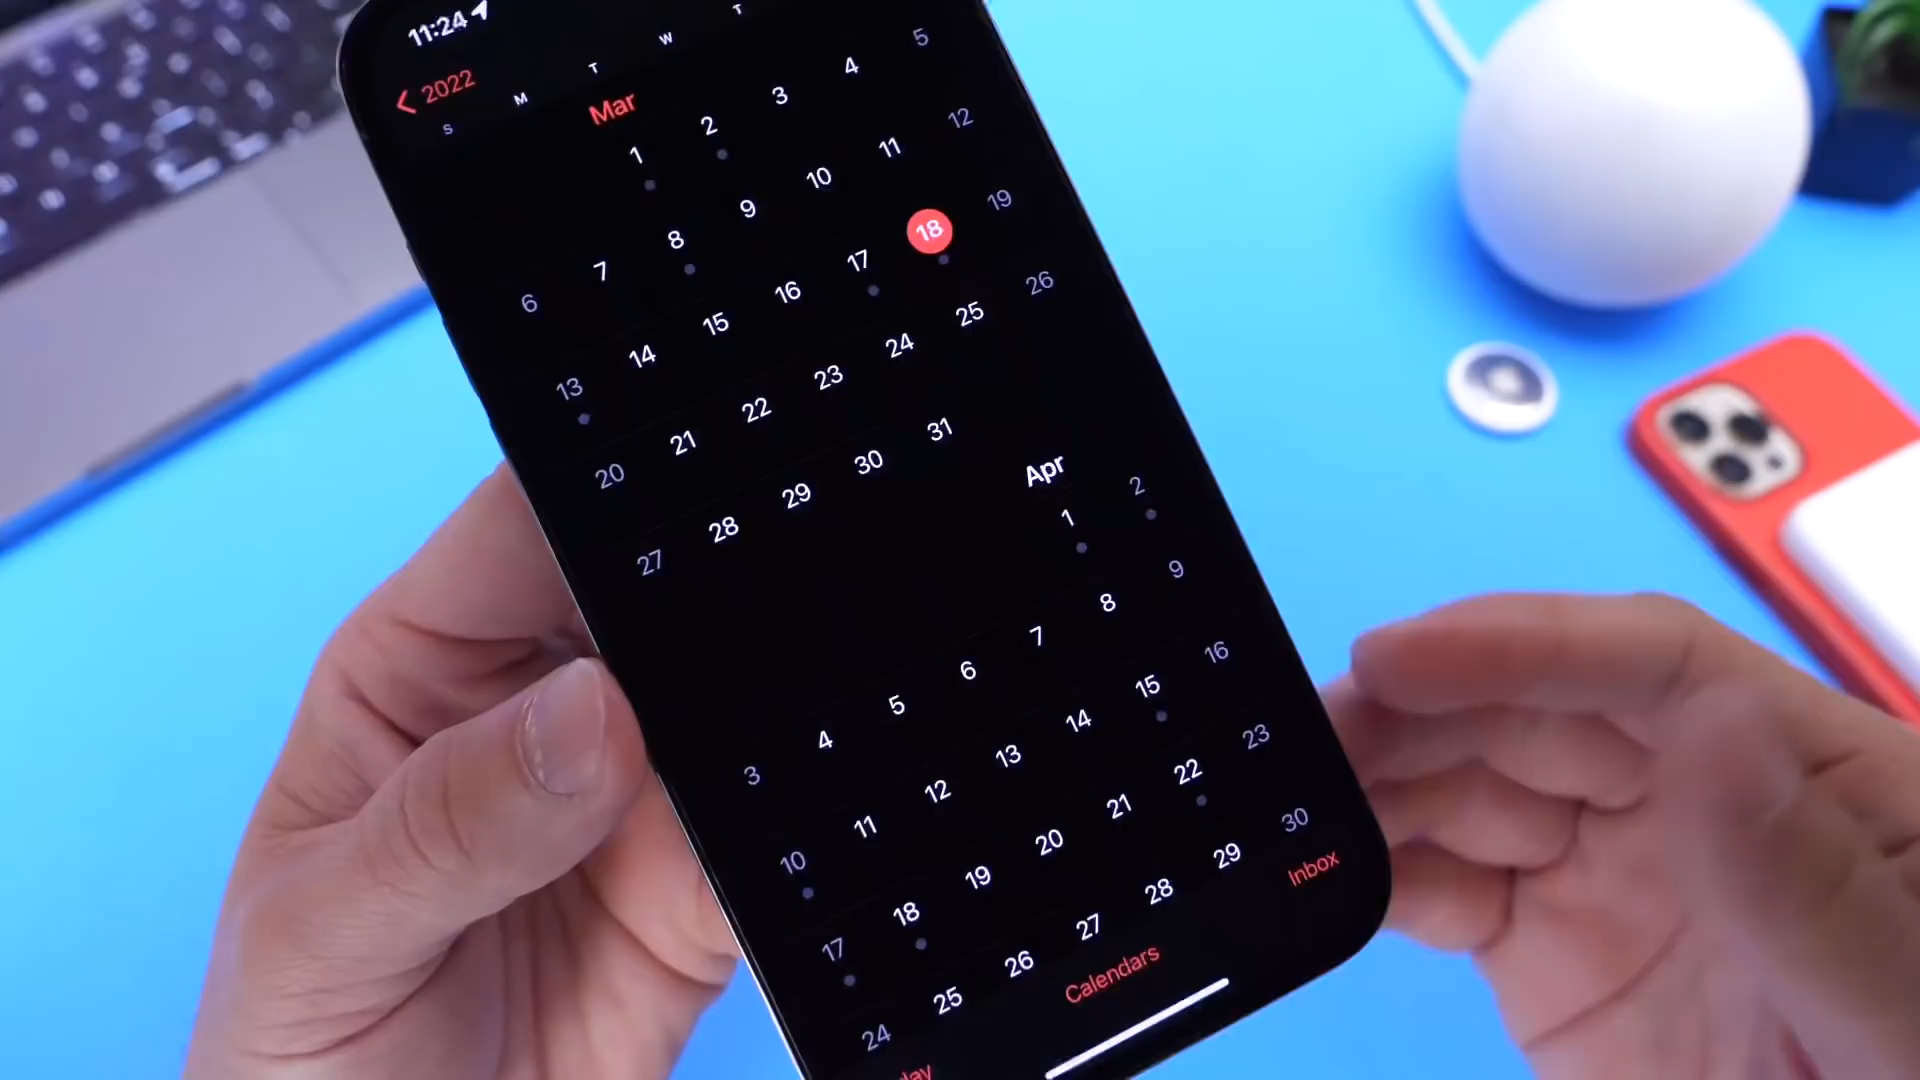 11:24
2022
S M T W T
Mar
1 2 3 4 5
6 7 8 9 10 11 12
13 14 15 16 17 18 19
20 21 22 23 24 25 26
27 28 29 30 31
Apr
1 2
3 4 5 6 7 8 9
10 11 12 13 14 15 16
17 18 19 20 21 22 23
24 25 26 27 28 29 30
Calendars Inbox